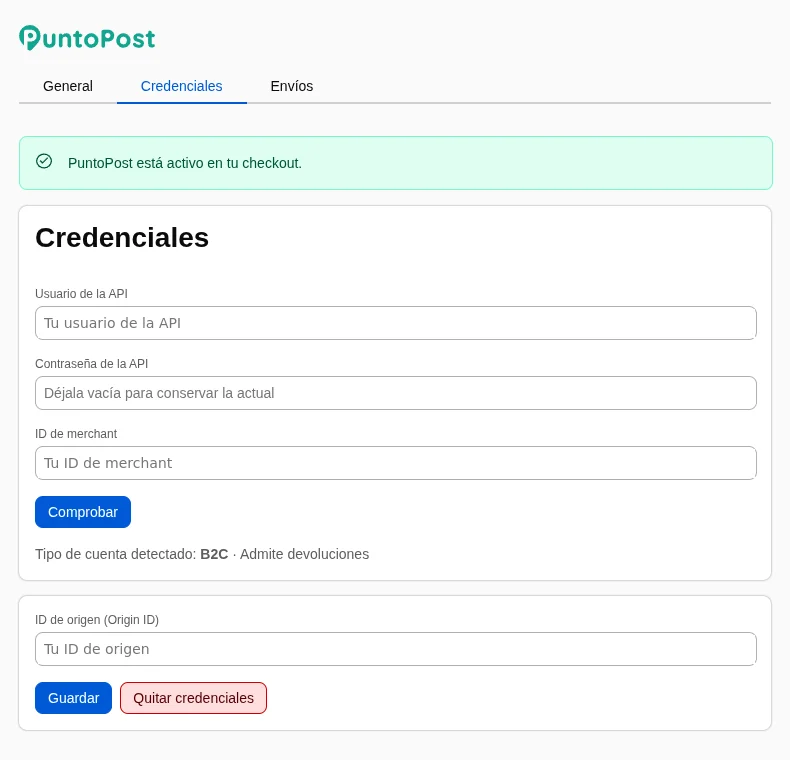 PuntoPost
General
Credenciales
Envíos
PuntoPost está activo en tu checkout.
Credenciales
Usuario de la API
Tu usuario de la API
Contraseña de la API
Déjala vacía para conservar la actual
ID de merchant
Tu ID de merchant
Comprobar
Tipo de cuenta detectado: B2C · Admite devoluciones
ID de origen (Origin ID)
Tu ID de origen
Guardar
Quitar credenciales